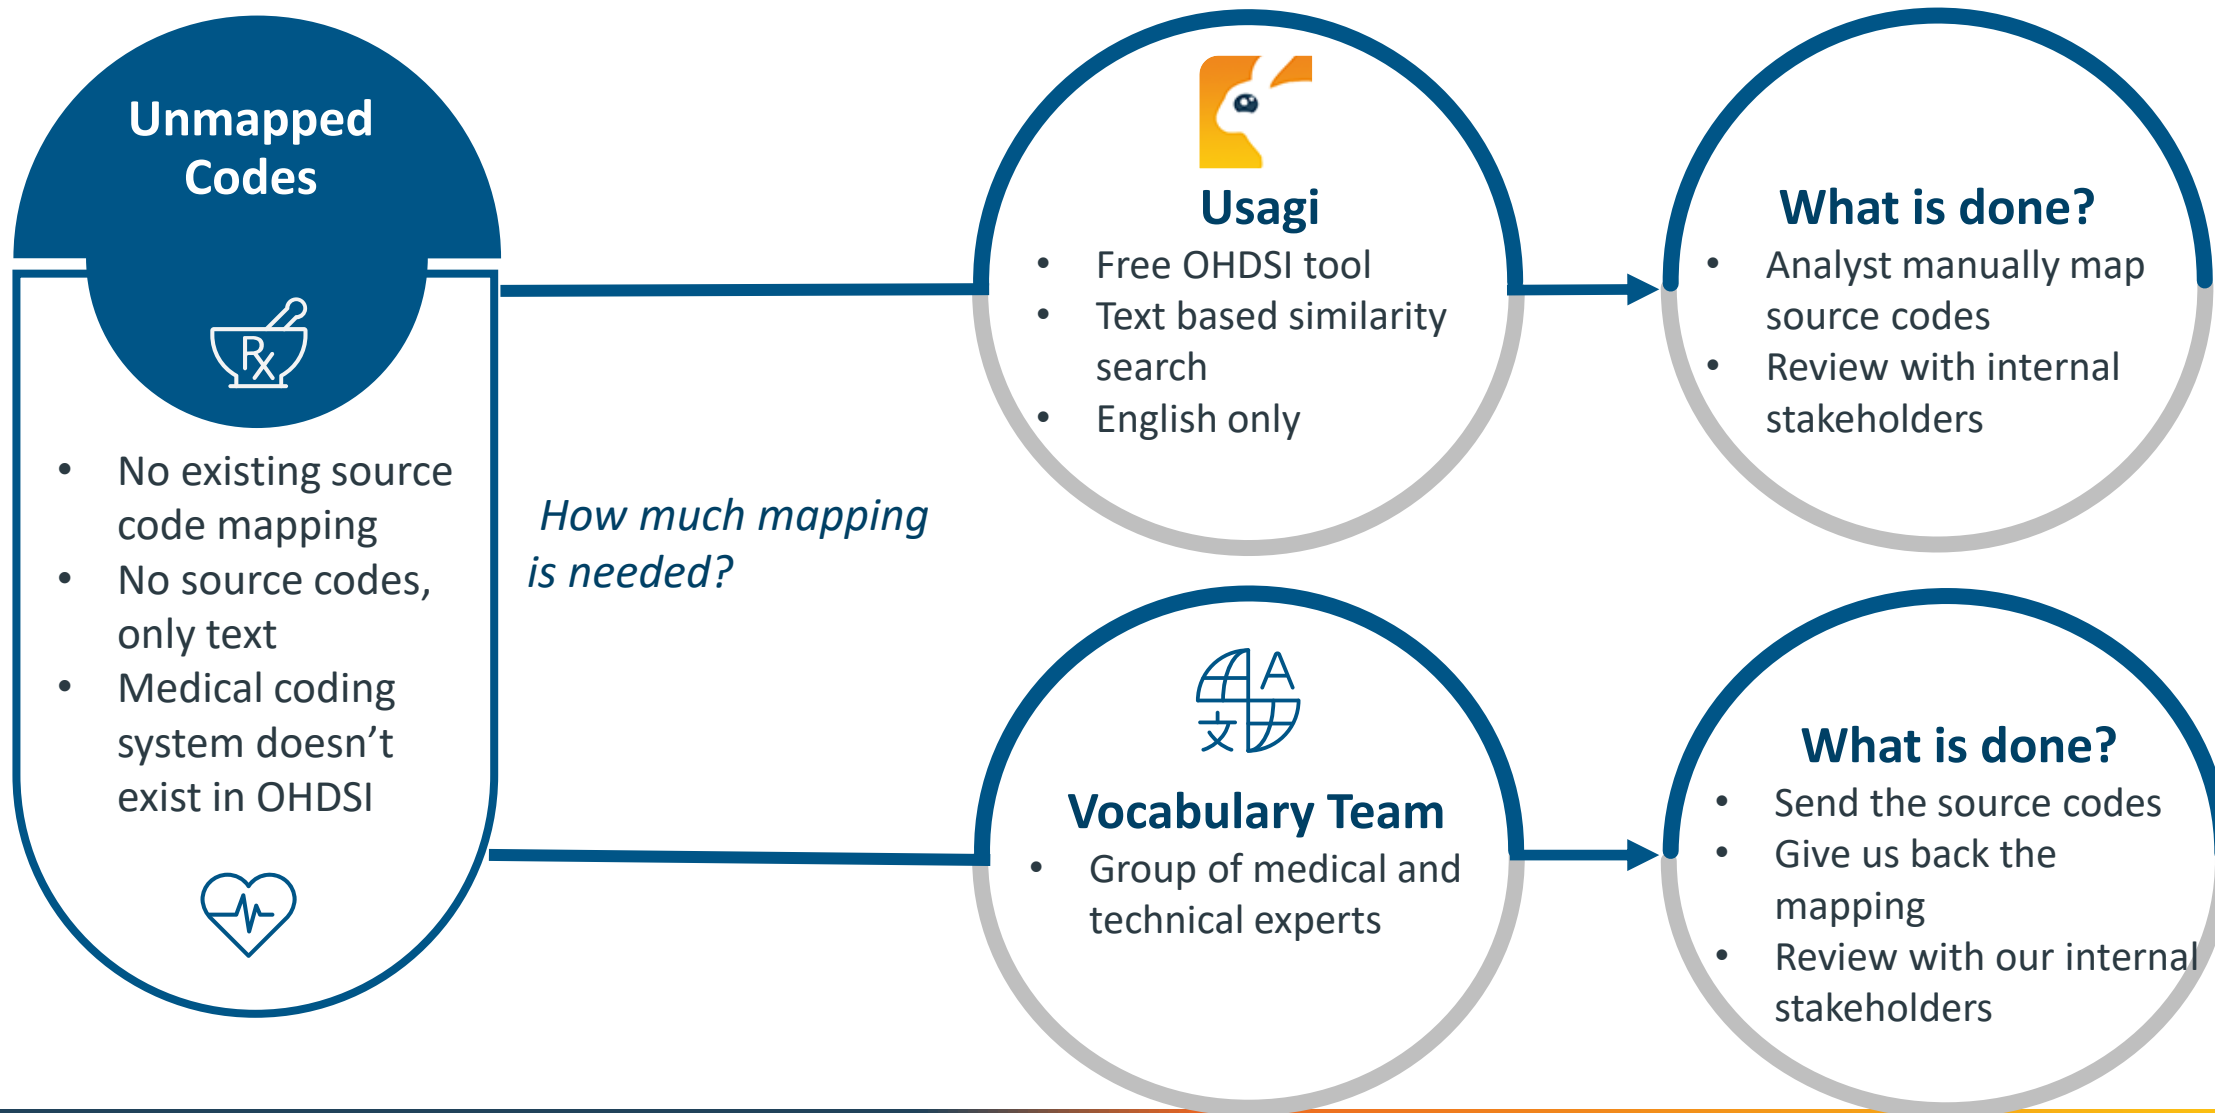 Unmapped
Codes
Rx
• No existing source
code mapping
• No source codes,
only text
• Medical coding
system doesn’t
exist in OHDSI
How much mapping
is needed?
Usagi
• Free OHDSI tool
• Text based similarity
search
• English only
What is done?
• Analyst manually map
source codes
• Review with internal
stakeholders
A
文
Vocabulary Team
• Group of medical and
technical experts
What is done?
• Send the source codes
• Give us back the
mapping
• Review with our internal
stakeholders